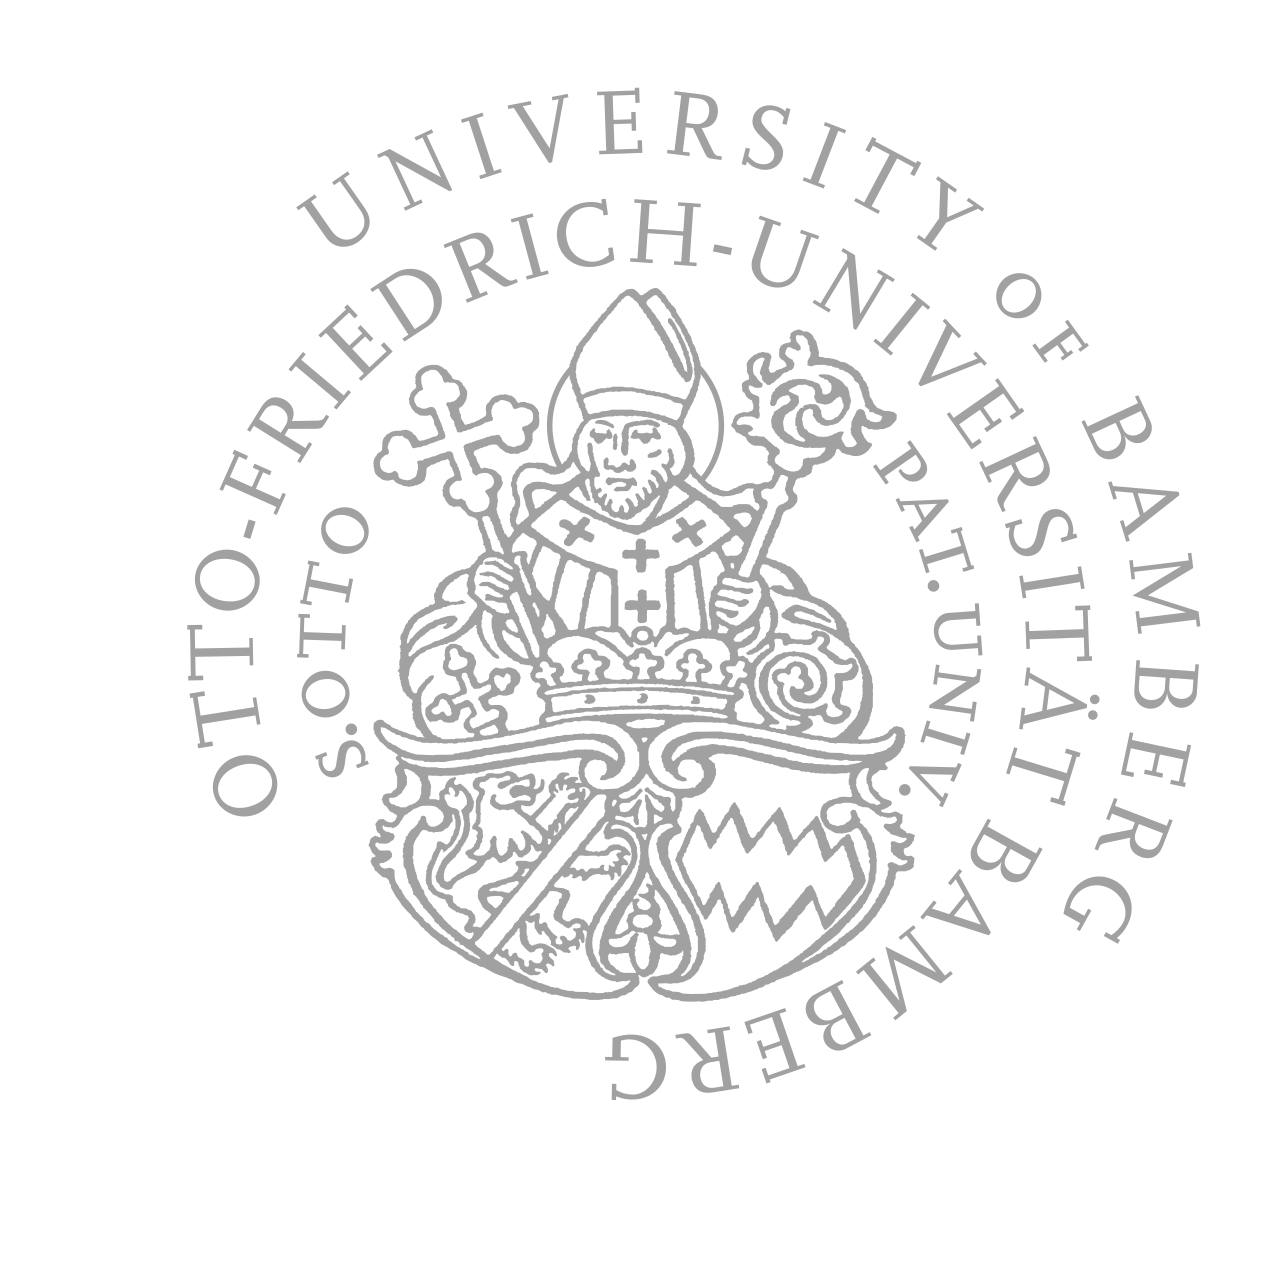 UNIVERSITY OF BAMBERG
OTTO-FRIEDRICH-UNIVERSITÄT BAMBERG
S.OTTO PAT.UNIV.